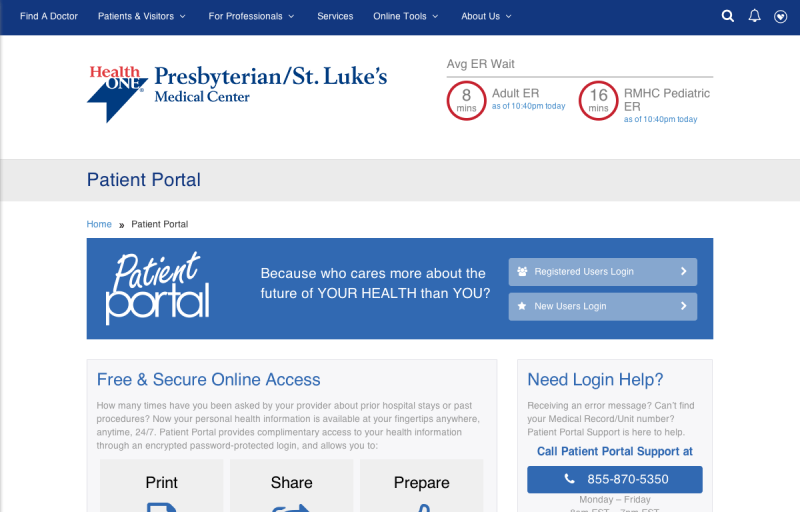 Find A Doctor Patients & Visitors For Professionals Services Online Tools About Us
Health
ONE®
Presbyterian/St. Luke's
Medical Center
Avg ER Wait
8
mins
Adult ER
as of 10:40pm today
16
mins
RMHC Pediatric
ER
as of 10:40pm today
Patient Portal
Home » Patient Portal
Patient
portal
Because who cares more about the
future of YOUR HEALTH than YOU?
Registered Users Login
New Users Login
Free & Secure Online Access
How many times have you been asked by your provider about prior hospital stays or past
procedures? Now your personal health information is available at your fingertips anywhere,
anytime, 24/7. Patient Portal provides complimentary access to your health information
through an encrypted password-protected login, and allows you to:
Print
Share
Prepare
Need Login Help?
Receiving an error message? Can't find
your Medical Record/Unit number?
Patient Portal Support is here to help.
Call Patient Portal Support at
855-870-5350
Monday – Friday